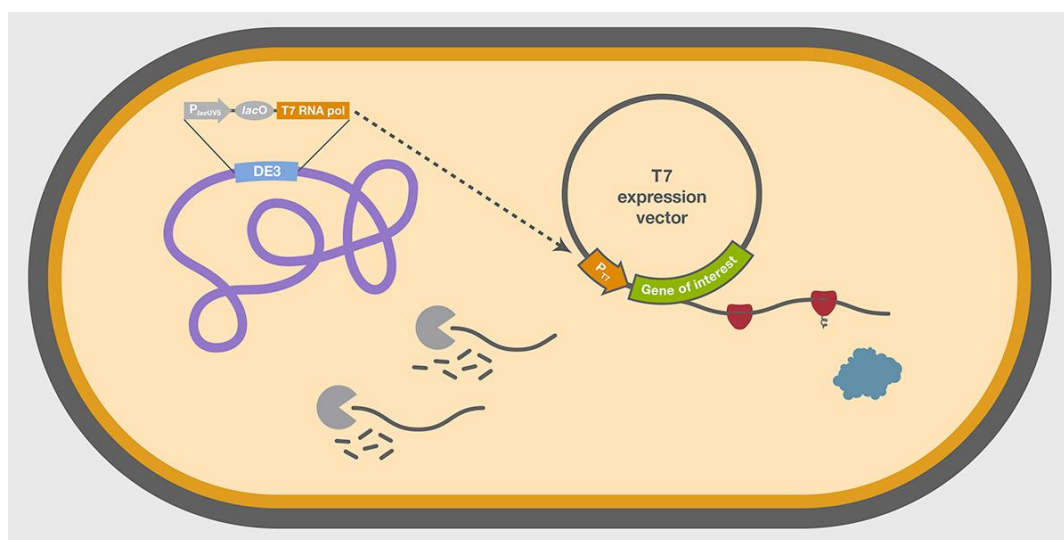 PlacUV5
lacO
T7 RNA pol
DE3
T7
expression
vector
PT7
Gene of interest